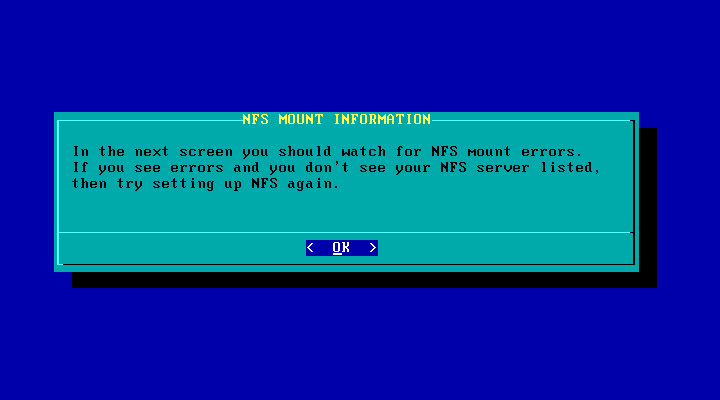 NFS MOUNT INFORMATION
In the next screen you should watch for NFS mount errors.
If you see errors and you don't see your NFS server listed,
then try setting up NFS again.
< OK >